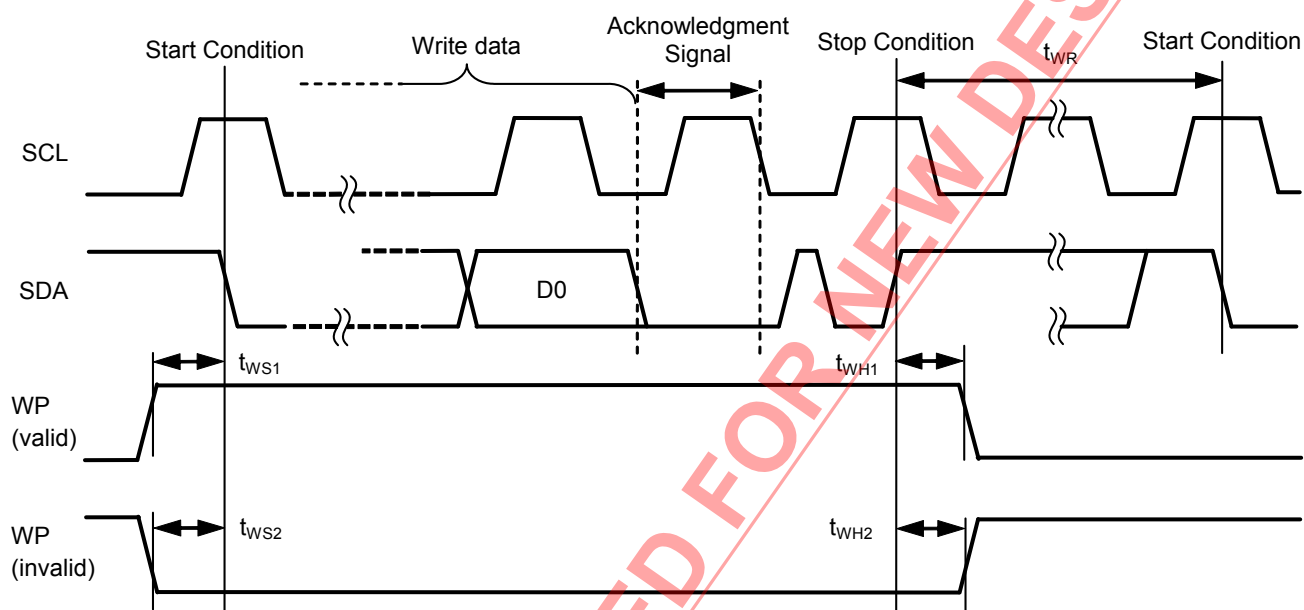 Start Condition
Write data
Acknowledgment
Signal
Stop Condition
Start Condition
tWR
SCL
SDA
D0
tWS1
tWH1
WP
(valid)
tWS2
tWH2
WP
(invalid)
ED FOR NEW DES